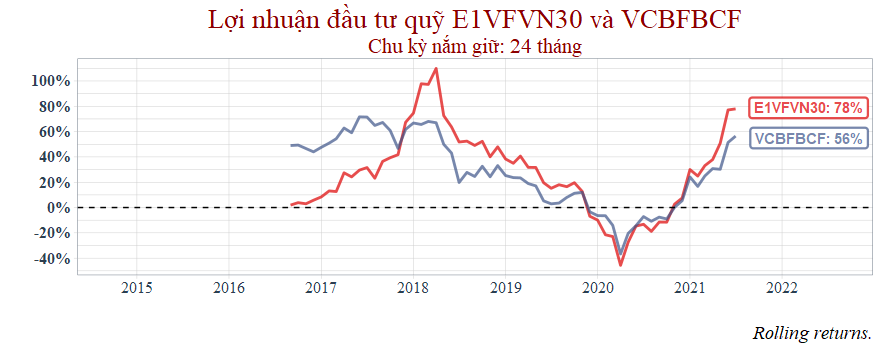 Lợi nhuận đầu tư quỹ E1VFVN30 và VCBFBCF
Chu kỳ nắm giữ: 24 tháng
100%
80%
60%
40%
20%
0%
-20%
-40%
E1VFVN30: 78%
VCBFBCF: 56%
2015 2016 2017 2018 2019 2020 2021 2022
Rolling returns.